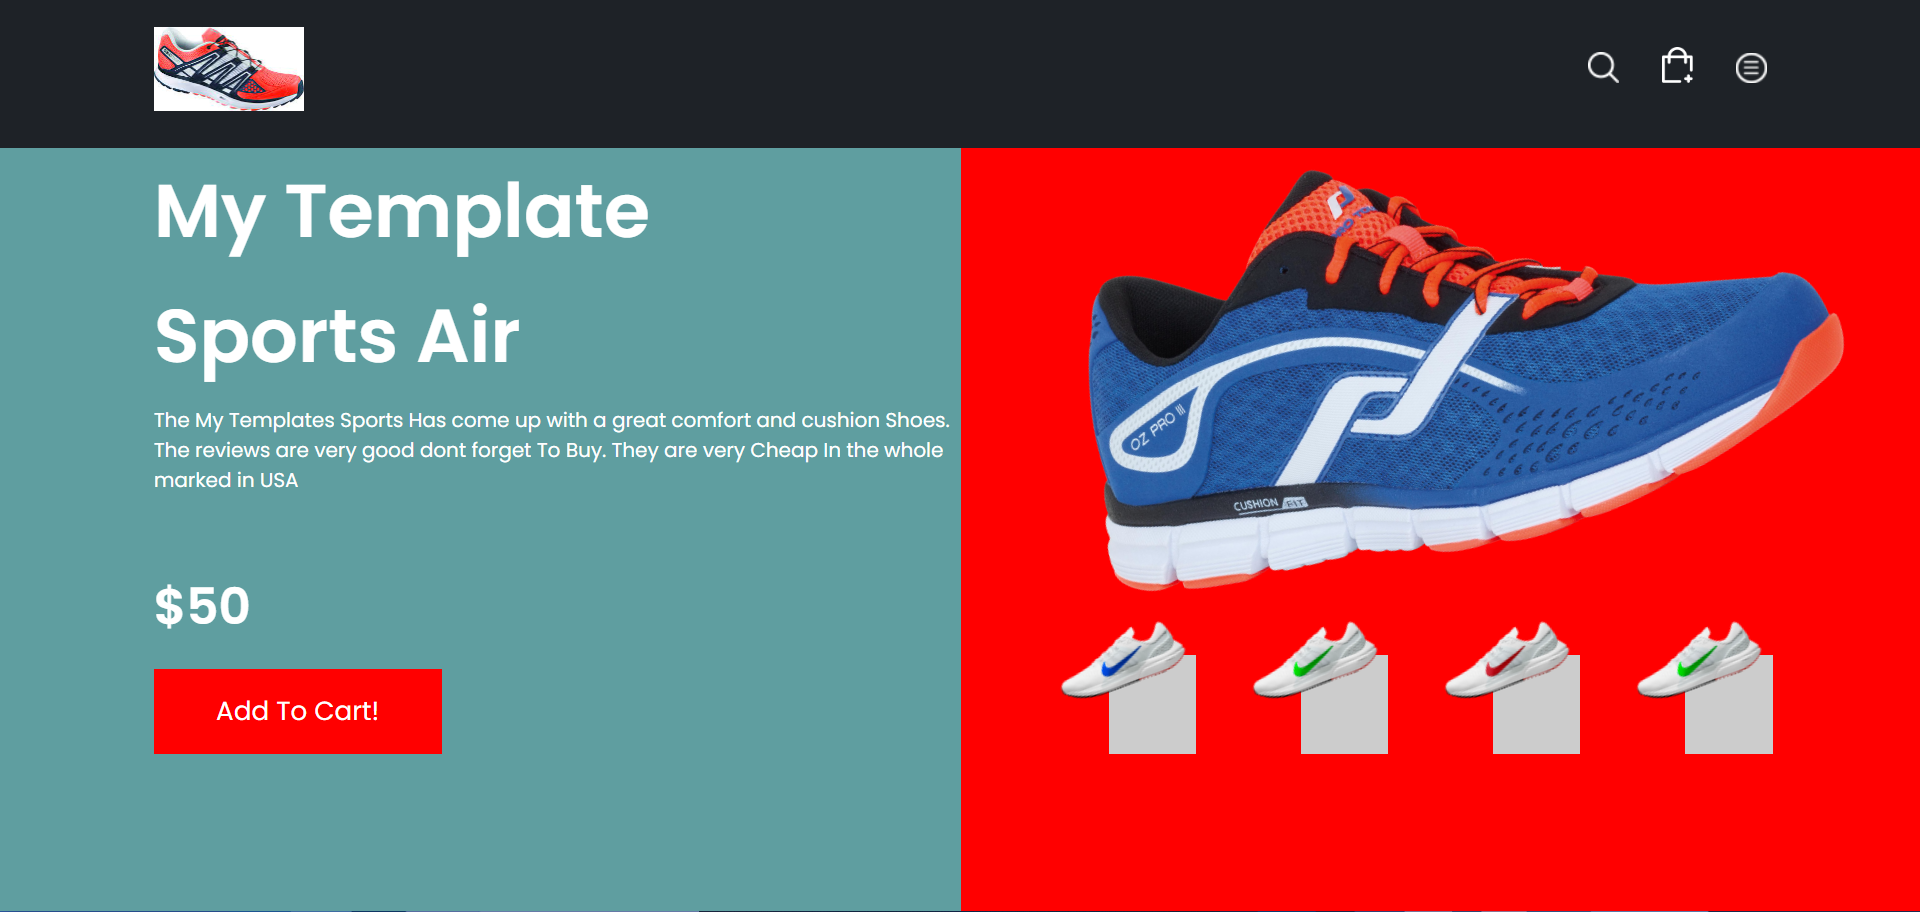 My Template
Sports Air
The My Templates Sports Has come up with a great comfort and cushion Shoes.
The reviews are very good dont forget To Buy. They are very Cheap In the whole
marked in USA
$50
Add To Cart!
OZ PRO III
CUSHION FIT